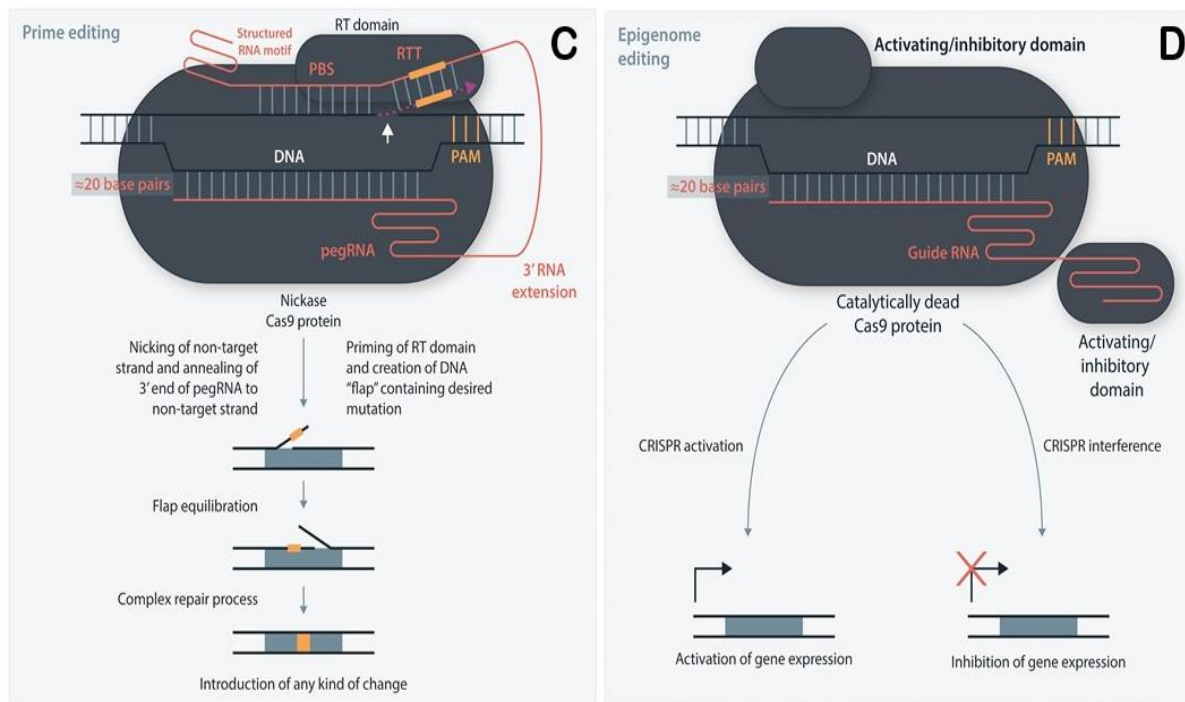 Prime editing
C
Structured
RNA motif
RT domain
PBS
RTT
DNA
PAM
≈20 base pairs
pegRNA
3' RNA
extension
Nickase
Cas9 protein
Nicking of non-target
strand and annealing of
3' end of pegRNA to
non-target strand
Priming of RT domain
and creation of DNA
"flap" containing desired
mutation
Flap equilibration
Complex repair process
Introduction of any kind of change
Epigenome
editing
D
Activating/inhibitory domain
DNA
PAM
≈20 base pairs
Guide RNA
Catalytically dead
Cas9 protein
Activating/
inhibitory
domain
CRISPR activation
CRISPR interference
Activation of gene expression
Inhibition of gene expression